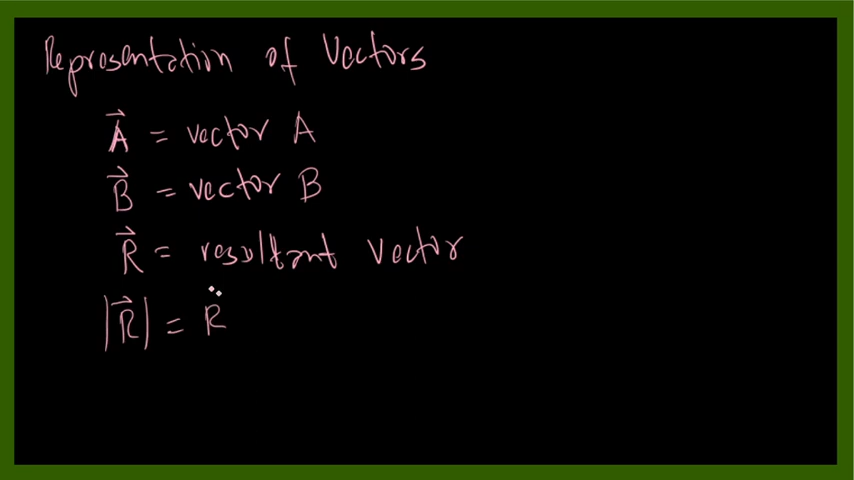 Representation of Vectors
A⃗ = vector A
B⃗ = vector B
R⃗ = resultant vector
|R⃗| = R